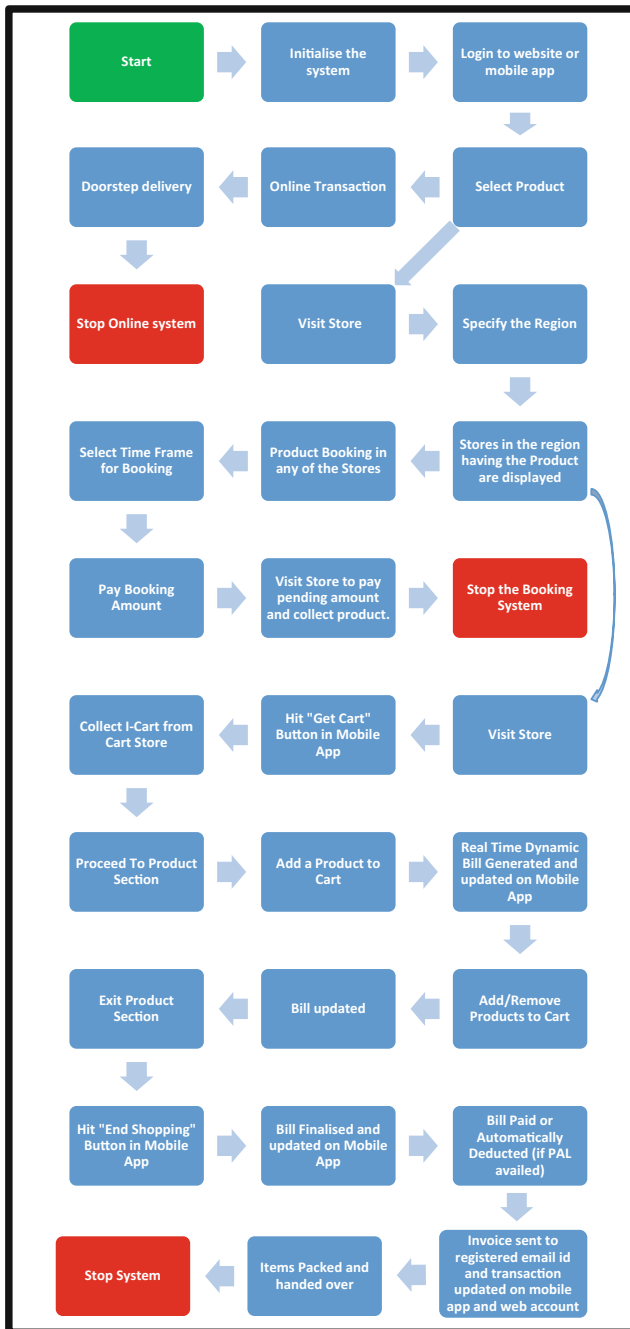 Start
Initialise the
system
Login to website or
mobile app
Doorstep delivery
Online Transaction
Select Product
Stop Online system
Visit Store
Specify the Region
Select Time Frame
for Booking
Product Booking in
any of the Stores
Stores in the region
having the Product
are displayed
Pay Booking
Amount
Visit Store to pay
pending amount
and collect product.
Stop the Booking
System
Collect I-Cart from
Cart Store
Hit "Get Cart"
Button in Mobile
App
Visit Store
Proceed To Product
Section
Add a Product to
Cart
Real Time Dynamic
Bill Generated and
updated on Mobile
App
Exit Product
Section
Bill updated
Add/Remove
Products to Cart
Hit "End Shopping"
Button in Mobile
App
Bill Finalised and
updated on Mobile
App
Bill Paid or
Automatically
Deducted (if PAL
availed)
Stop System
Items Packed and
handed over
Invoice sent to
registered email id
and transaction
updated on mobile
app and web account